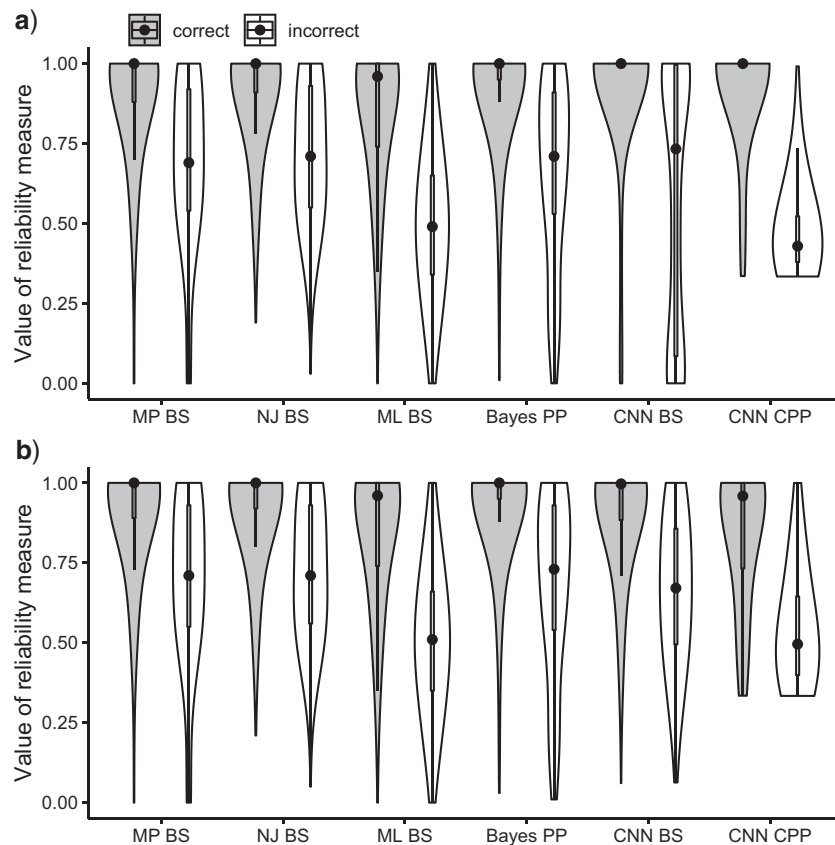 a)
correct incorrect
Value of reliability measure
1.00
0.75
0.50
0.25
0.00
MP BS NJ BS ML BS Bayes PP CNN BS CNN CPP
b)
Value of reliability measure
1.00
0.75
0.50
0.25
0.00
MP BS NJ BS ML BS Bayes PP CNN BS CNN CPP